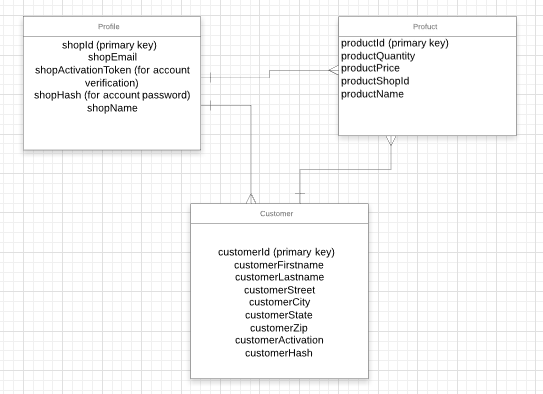 Profile
shopId (primary key)
shopEmail
shopActivationToken (for account
verification)
shopHash (for account password)
shopName
Profuct
productId (primary key)
productQuantity
productPrice
productShopId
productName
Customer
customerId (primary key)
customerFirstname
customerLastname
customerStreet
customerCity
customerState
customerZip
customerActivation
customerHash